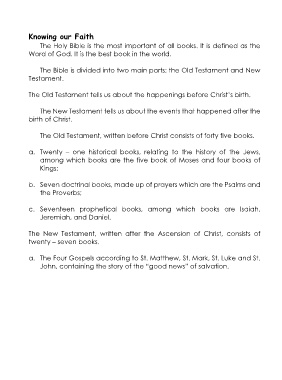 Knowing our Faith
The Holy Bible is the most important of all books. It is defined as the
Word of God. It is the best book in the world.
The Bible is divided into two main parts; the Old Testament and New
Testament.
The Old Testament tells us about the happenings before Christ's birth.
The New Testament tells us about the events that happened after the
birth of Christ.
The Old Testament, written before Christ consists of forty five books.
a. Twenty – one historical books, relating to the history of the Jews,
among which books are the five book of Moses and four books of
Kings;
b. Seven doctrinal books, made up of prayers which are the Psalms and
the Proverbs;
c. Seventeen prophetical books, among which books are Isaiah,
Jeremiah, and Daniel.
The New Testament, written after the Ascension of Christ, consists of
twenty – seven books.
a. The Four Gospels according to St. Matthew, St. Mark, St. Luke and St.
John, containing the story of the "good news" of salvation.